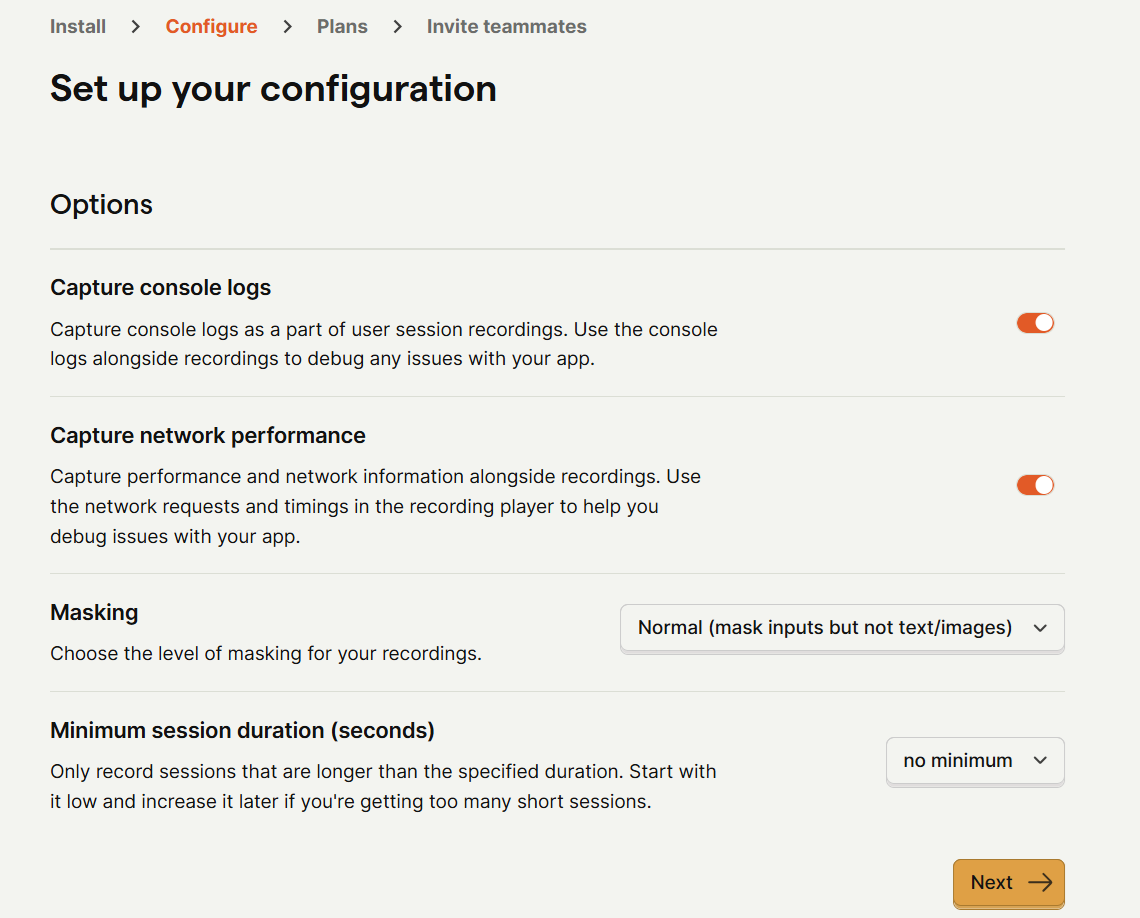 Install > Configure > Plans > Invite teammates
Set up your configuration
Options
Capture console logs
Capture console logs as a part of user session recordings. Use the console
logs alongside recordings to debug any issues with your app.
Capture network performance
Capture performance and network information alongside recordings. Use
the network requests and timings in the recording player to help you
debug issues with your app.
Masking
Choose the level of masking for your recordings.
Normal (mask inputs but not text/images)
Minimum session duration (seconds)
Only record sessions that are longer than the specified duration. Start with
it low and increase it later if you're getting too many short sessions.
no minimum
Next →